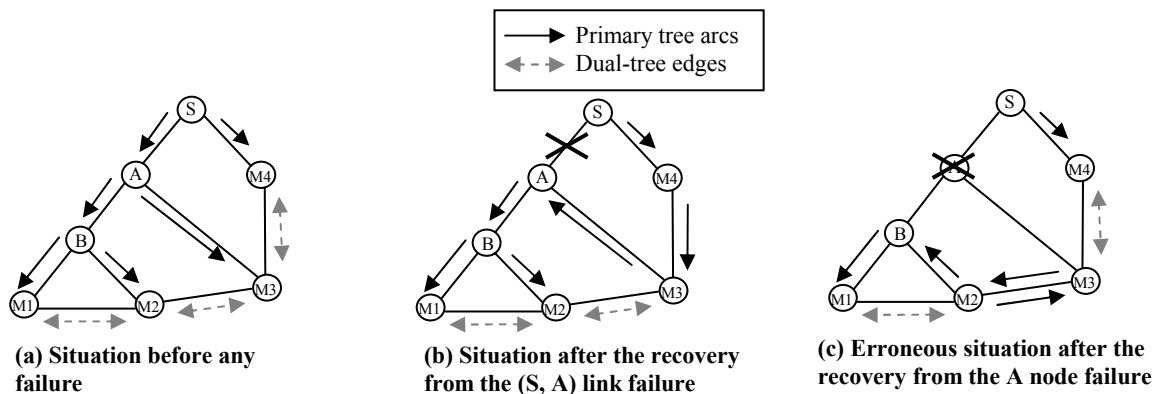 Primary tree arcs
Dual-tree edges
S
A
M4
B
M3
M1
M2
(a) Situation before any
failure
S
A
M4
B
M3
M1
M2
(b) Situation after the recovery
from the (S, A) link failure
S
A
M4
B
M3
M1
M2
(c) Erroneous situation after the
recovery from the A node failure